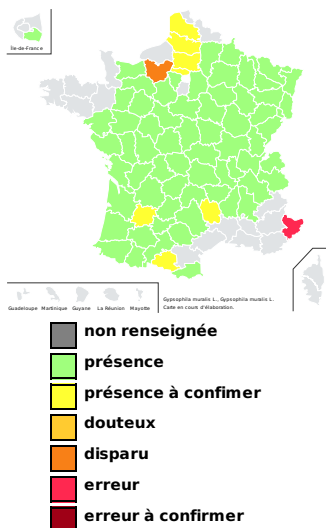 Île-de-France
Guadeloupe Martinique Guyane La Réunion Mayotte
Gypsophila muralis L., Gypsophila muralis L.
Carte en cours d'élaboration.
non renseignée
présence
présence à confimer
douteux
disparu
erreur
erreur à confirmer